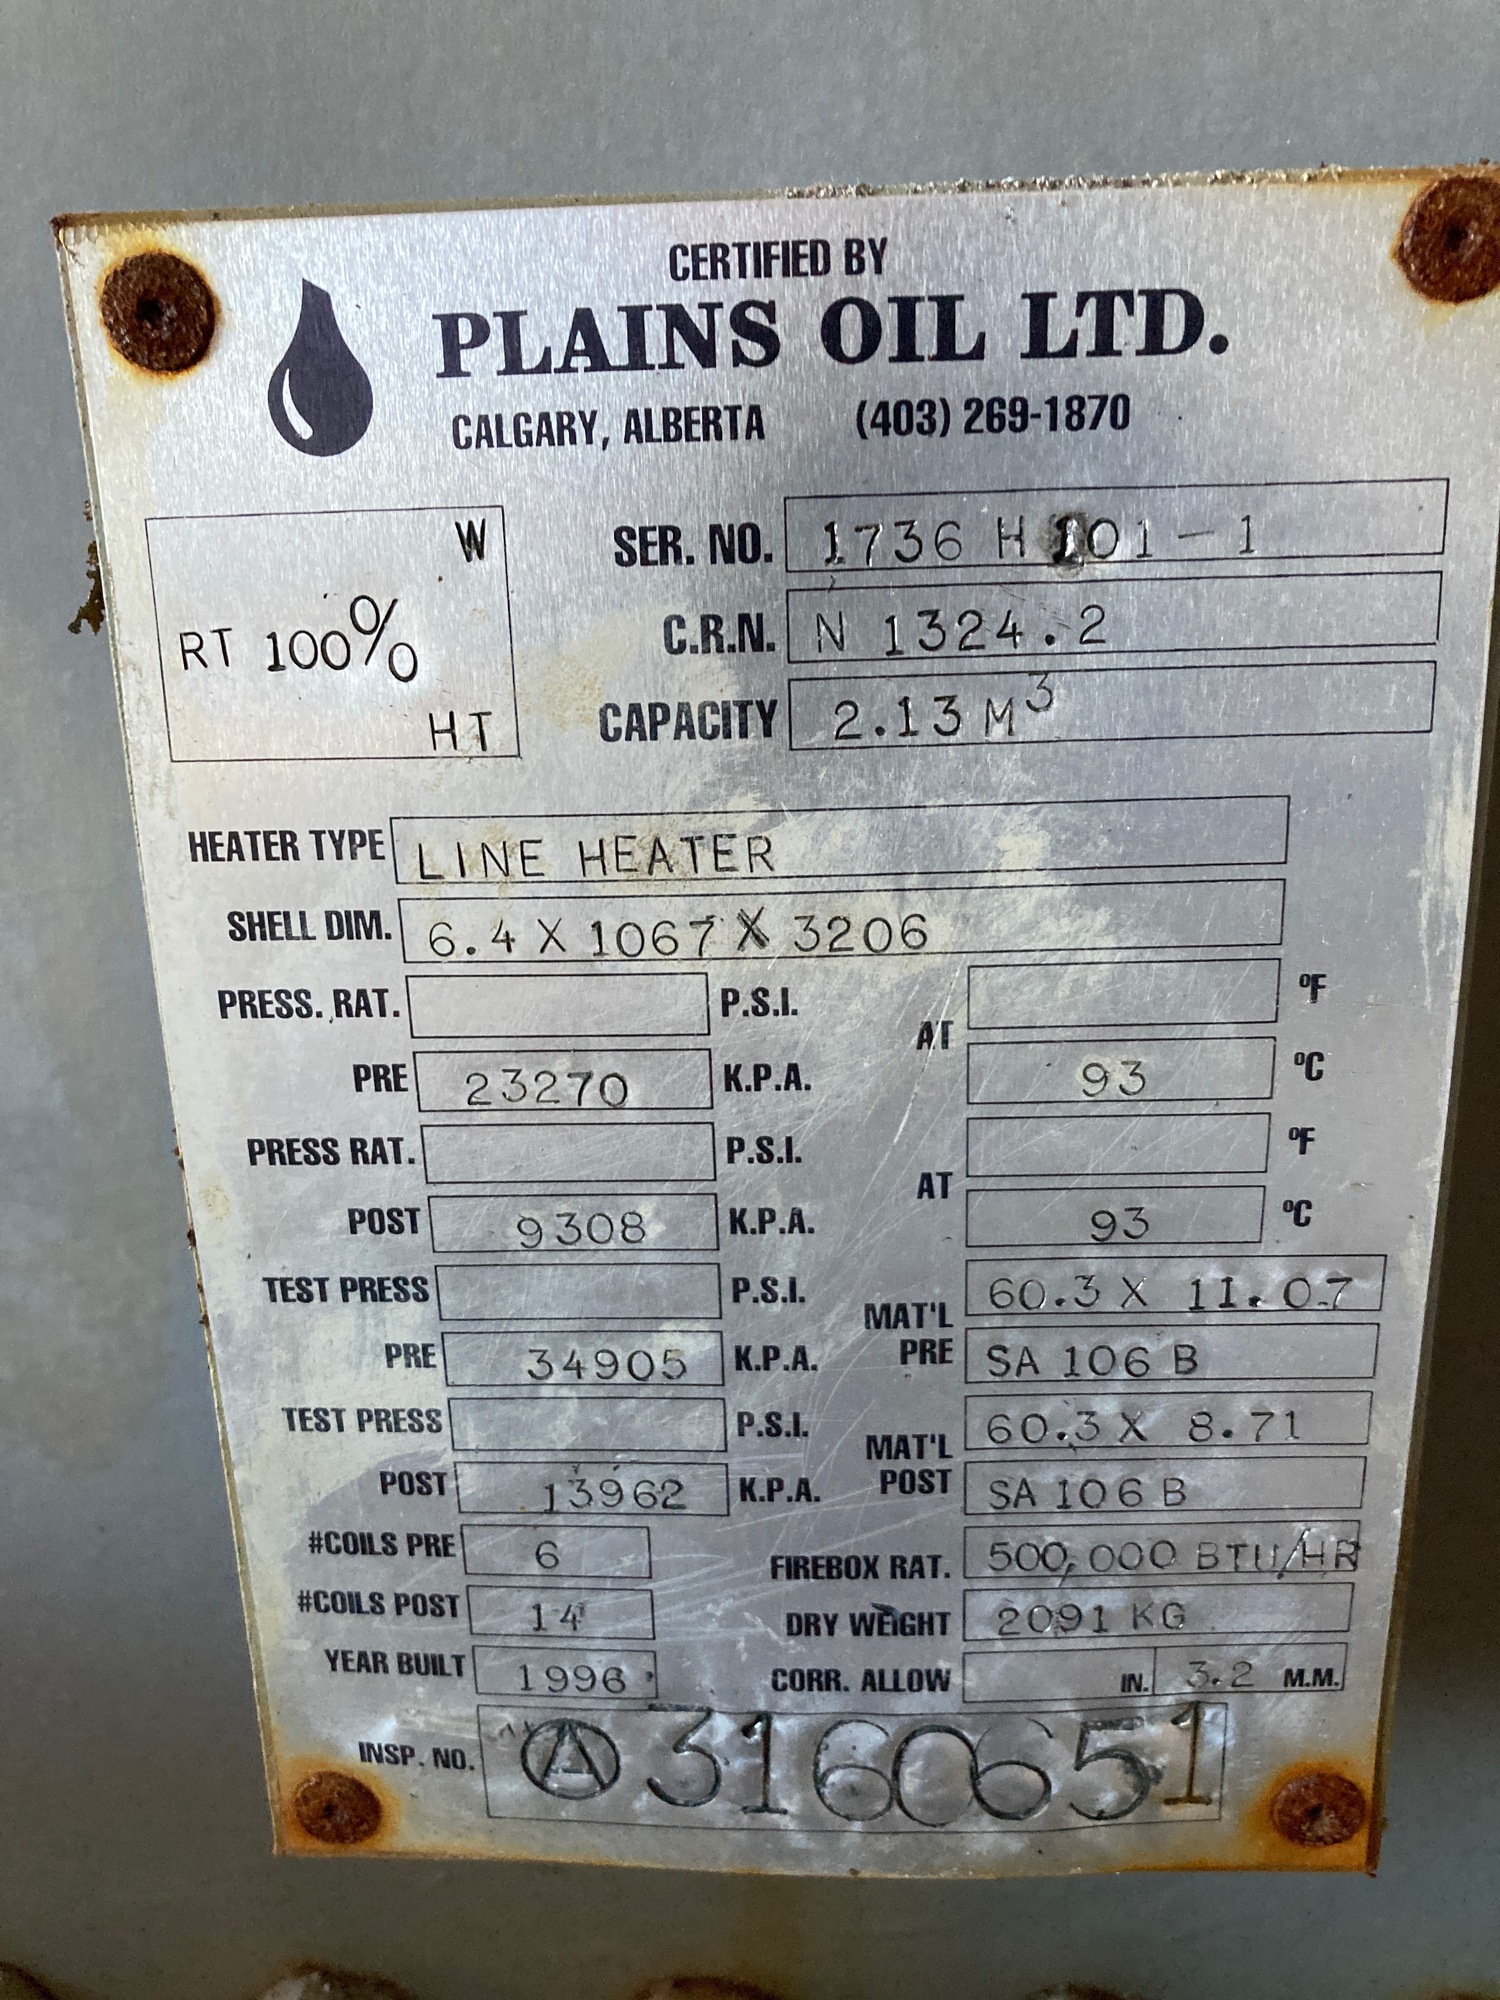 CERTIFIED BY
PLAINS OIL LTD.
CALGARY, ALBERTA (403) 269-1870
W
RT 100%
HT
SER. NO. 1736 H 101-1
C.R.N. N 1324.2
CAPACITY 2.13 M³
HEATER TYPE LINE HEATER
SHELL DIM. 6.4 X 1067 X 3206
PRESS. RAT. P.S.I. AT °F
PRE 23270 K.P.A. 93 °C
PRESS RAT. P.S.I. AT °F
POST 9308 K.P.A. 93 °C
TEST PRESS P.S.I. MAT'L 60.3 X 11.07
PRE 34905 K.P.A. PRE SA 106 B
TEST PRESS P.S.I. MAT'L 60.3 X 8.71
POST 13962 K.P.A. POST SA 106 B
#COILS PRE 6 FIREBOX RAT. 500,000 BTU/HR
#COILS POST 14 DRY WEIGHT 2091 KG
YEAR BUILT 1996 CORR. ALLOW IN. 3.2 M.M.
INSP. NO. Ⓐ 3160651